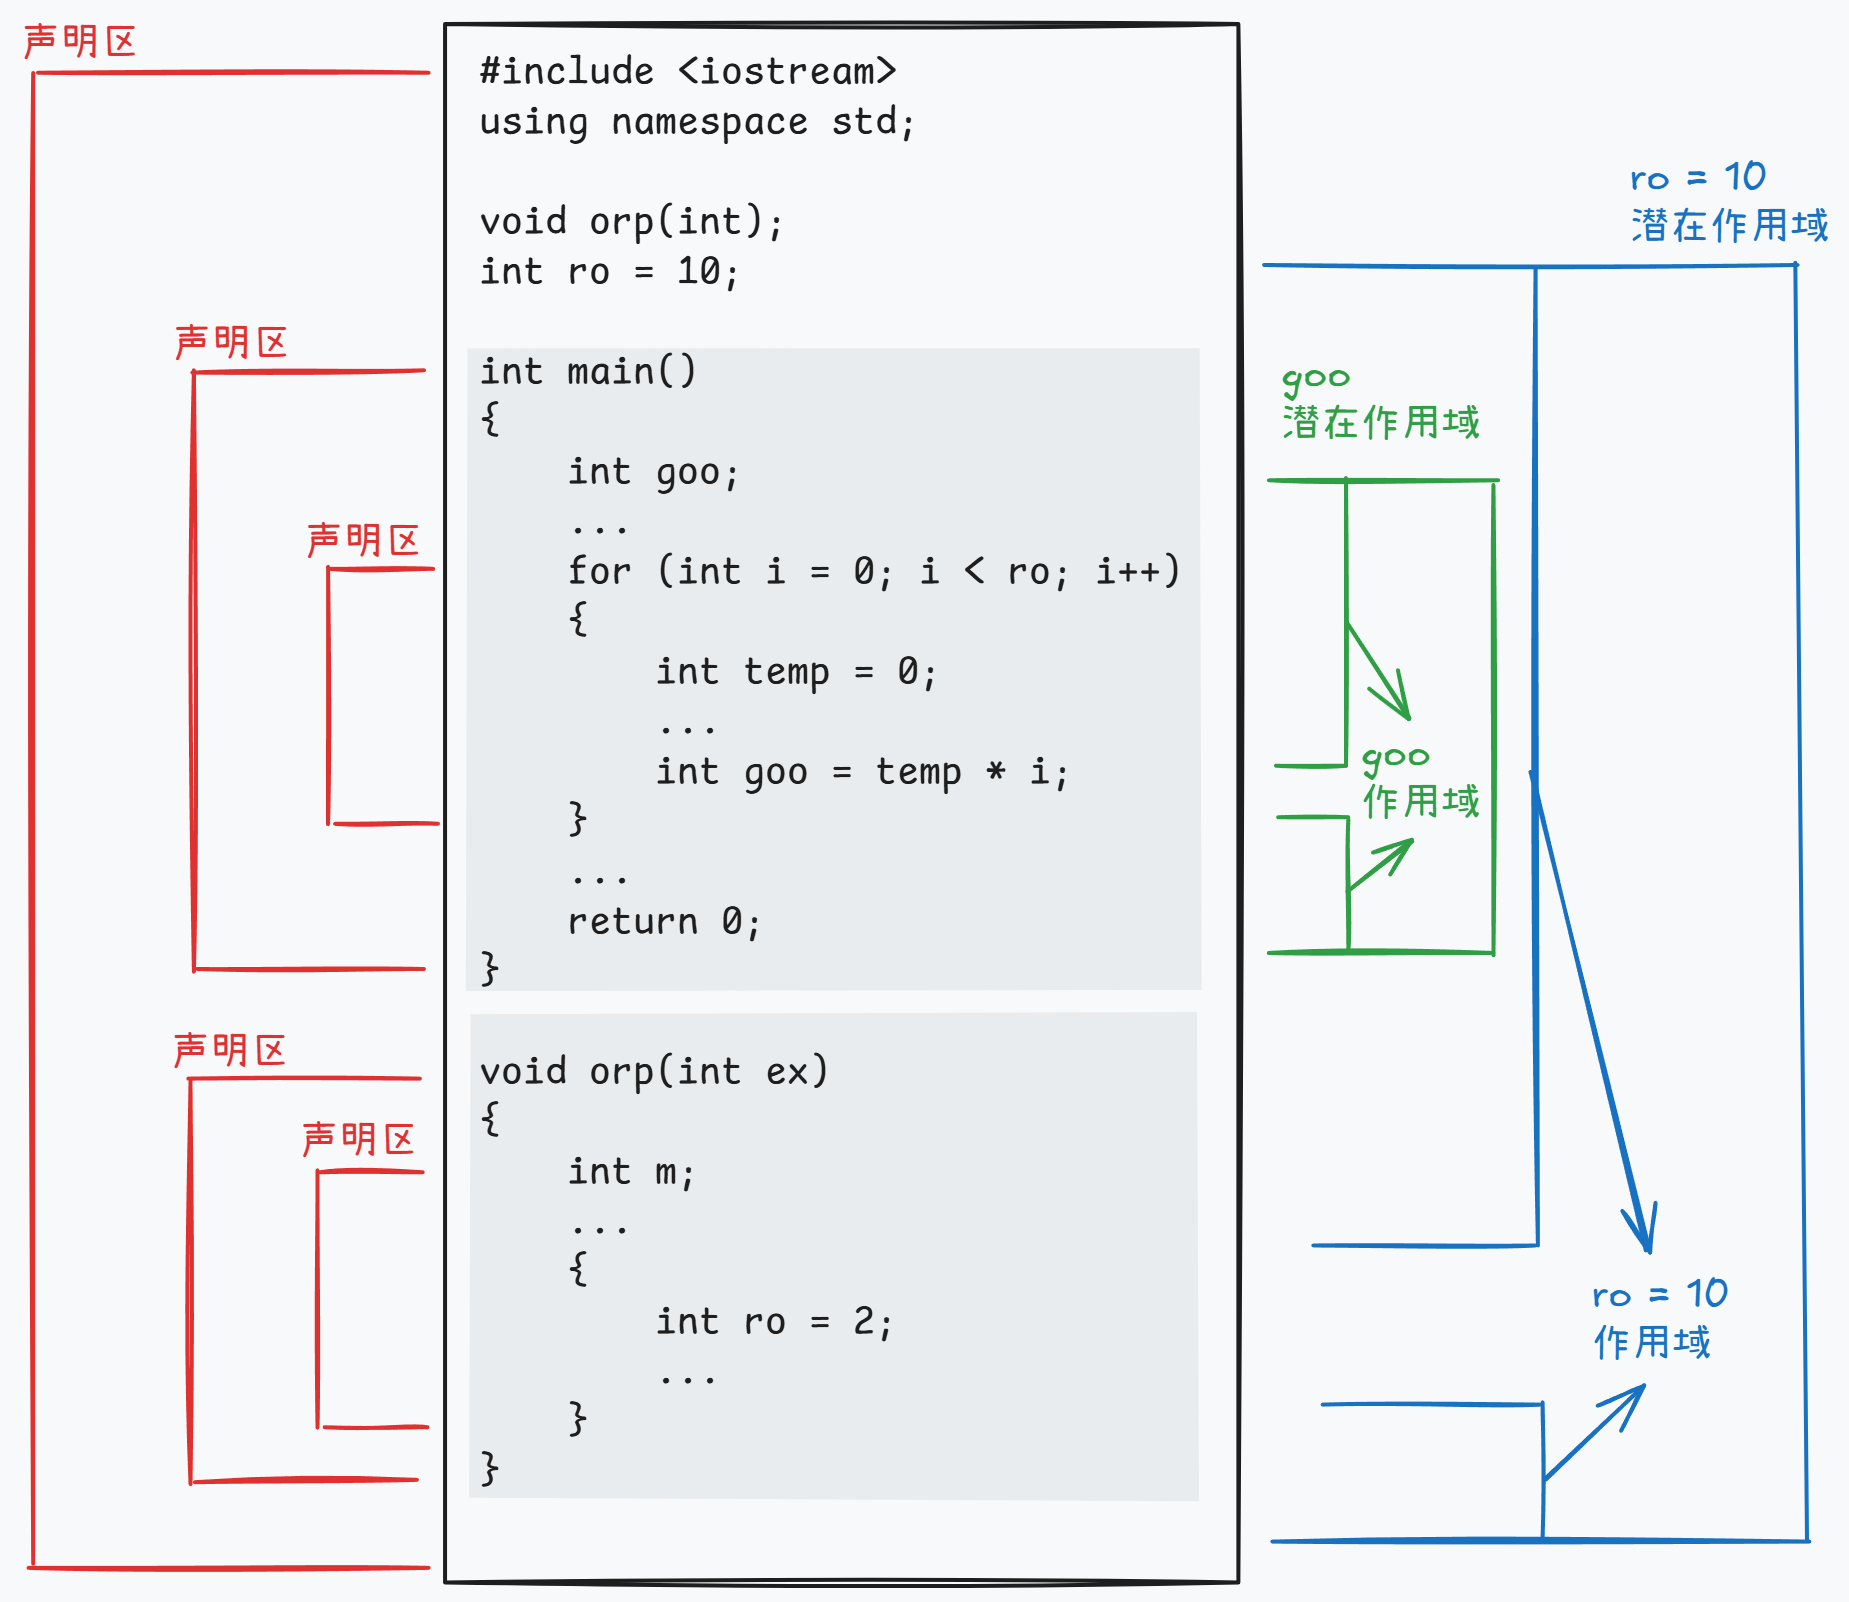 声明区
#include <iostream>
using namespace std;
ro = 10
潜在作用域
void orp(int);
int ro = 10;
声明区
int main()
{
goo
潜在作用域
int goo;
...
声明区
for (int i = 0; i < ro; i++)
{
int temp = 0;
...
int goo = temp * i;
goo
作用域
}
...
return 0;
}
声明区
void orp(int ex)
{
声明区
int m;
...
{
int ro = 2;
ro = 10
作用域
...
}
}